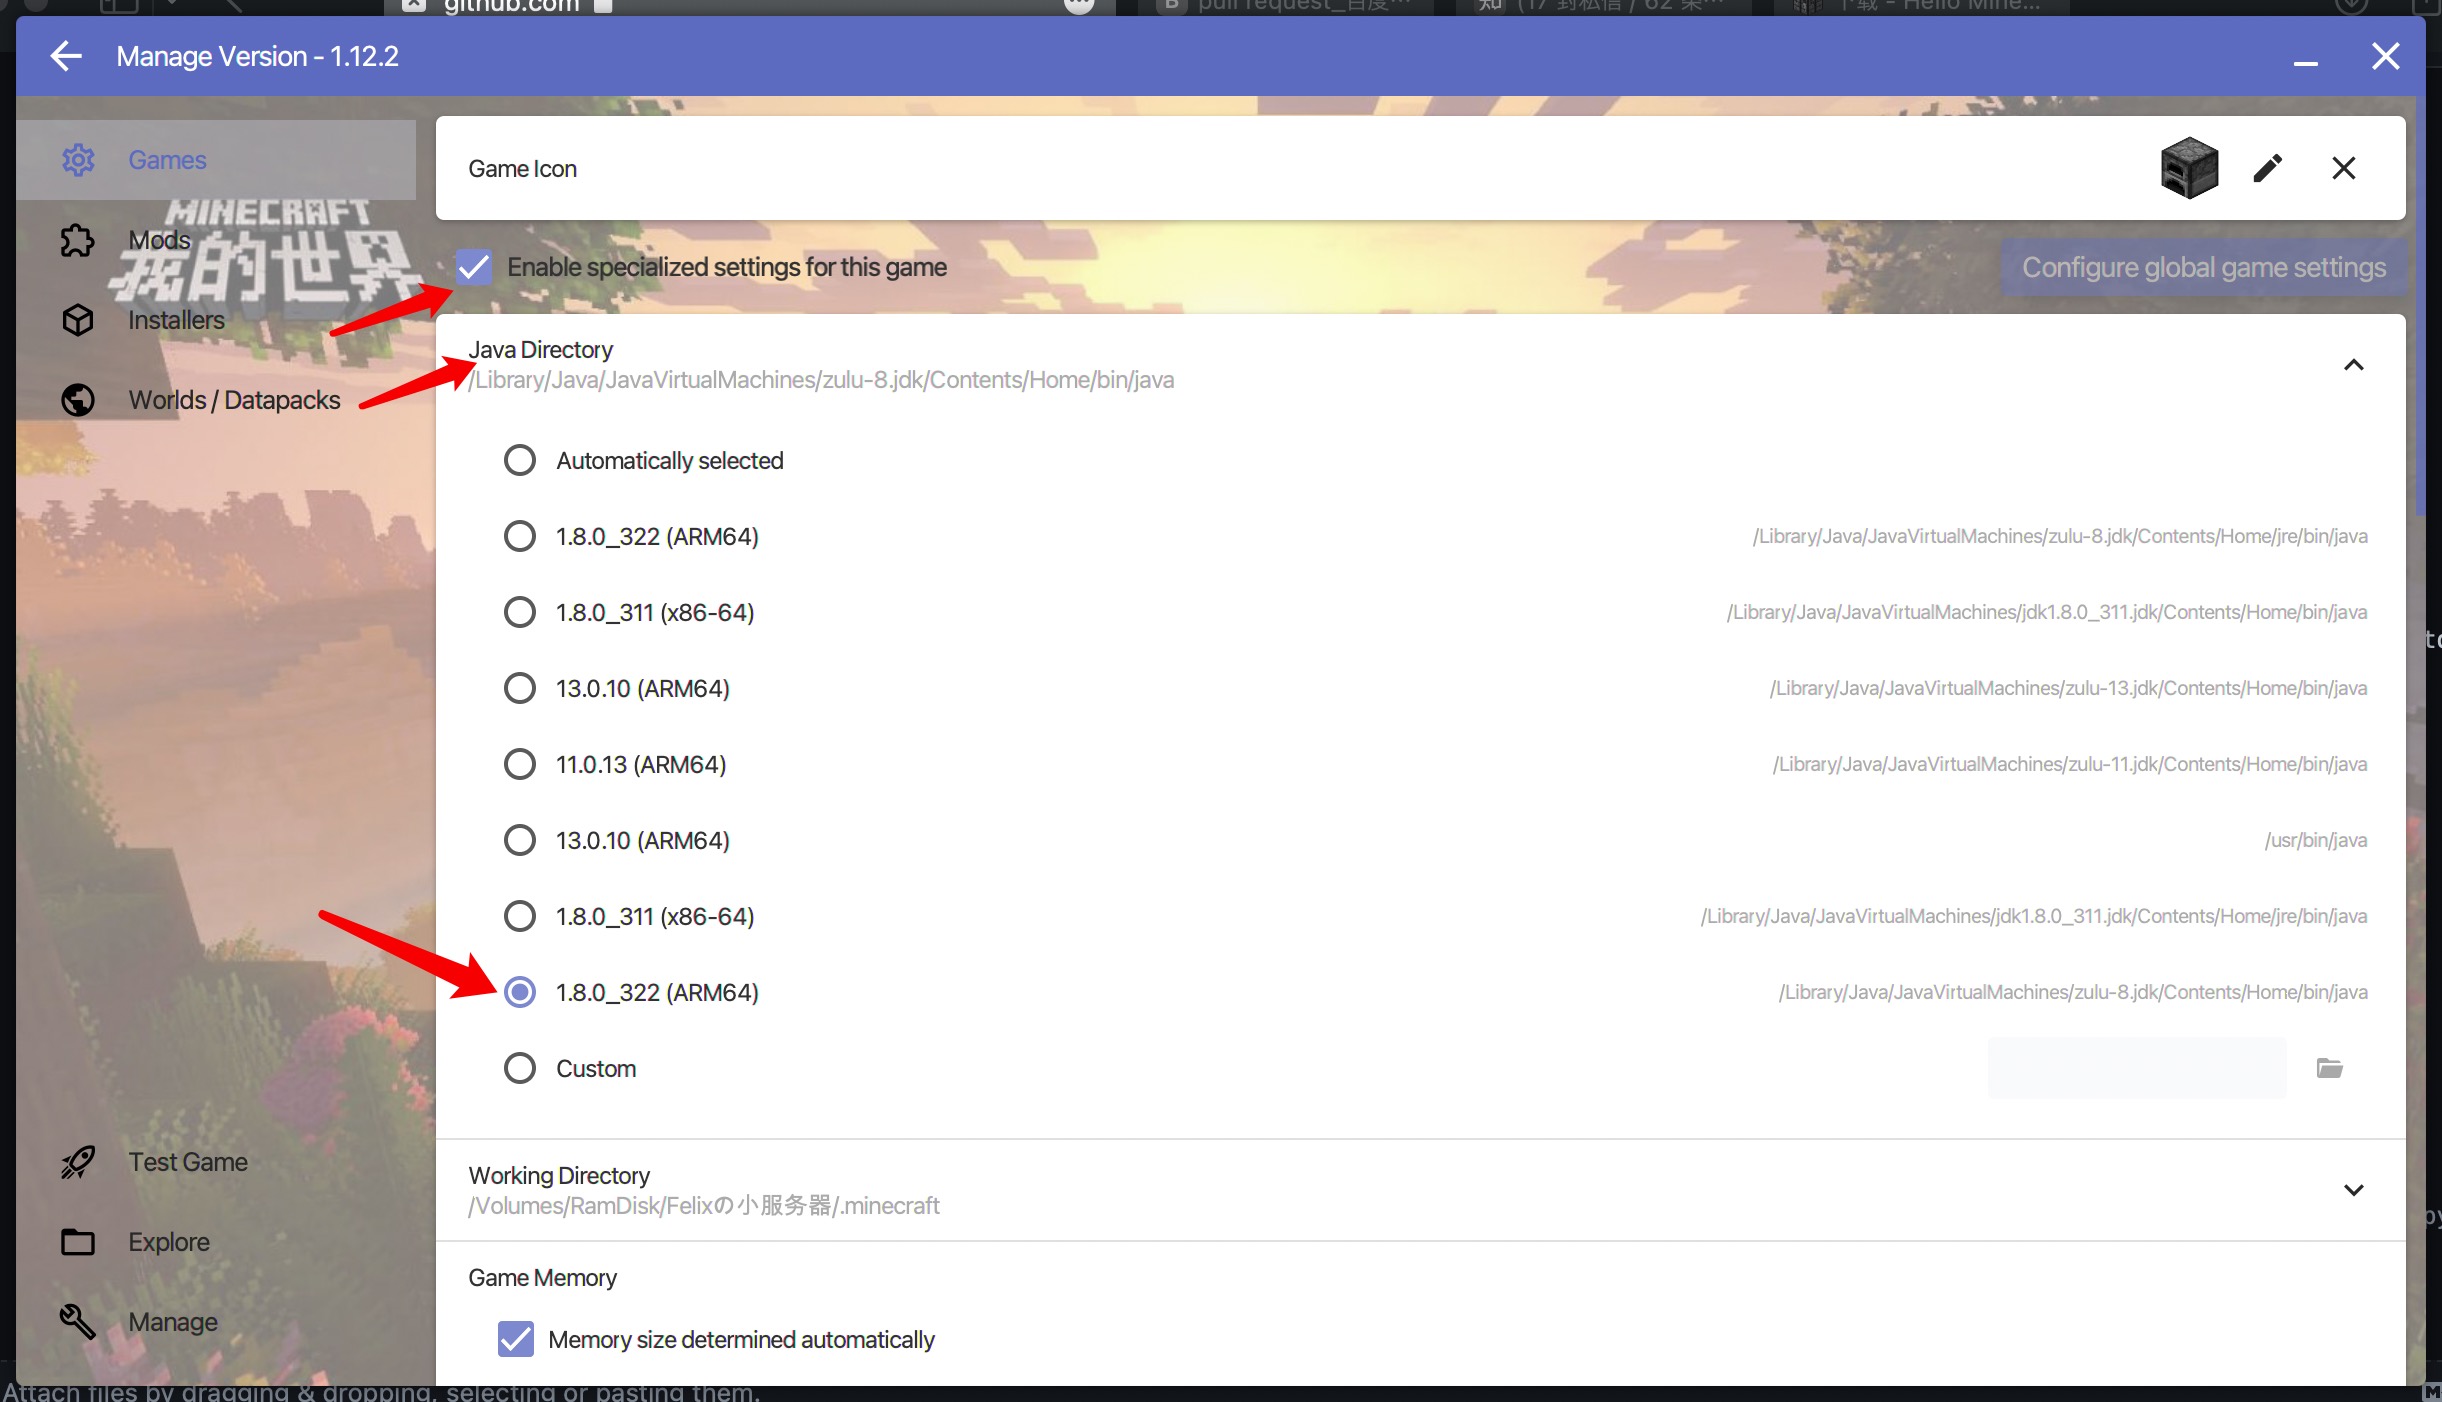 github.com
Manage Version - 1.12.2
Games
MINECRAFT
我的世界
Mods
Installers
Worlds / Datapacks
Test Game
Explore
Manage
Game Icon
Enable specialized settings for this game
Configure global game settings
Java Directory
/Library/Java/JavaVirtualMachines/zulu-8.jdk/Contents/Home/bin/java
Automatically selected
1.8.0_322 (ARM64)
/Library/Java/JavaVirtualMachines/zulu-8.jdk/Contents/Home/jre/bin/java
1.8.0_311 (x86-64)
/Library/Java/JavaVirtualMachines/jdk1.8.0_311.jdk/Contents/Home/bin/java
13.0.10 (ARM64)
/Library/Java/JavaVirtualMachines/zulu-13.jdk/Contents/Home/bin/java
11.0.13 (ARM64)
/Library/Java/JavaVirtualMachines/zulu-11.jdk/Contents/Home/bin/java
13.0.10 (ARM64)
/usr/bin/java
1.8.0_311 (x86-64)
/Library/Java/JavaVirtualMachines/jdk1.8.0_311.jdk/Contents/Home/jre/bin/java
1.8.0_322 (ARM64)
/Library/Java/JavaVirtualMachines/zulu-8.jdk/Contents/Home/bin/java
Custom
Working Directory
/Volumes/RamDisk/Felixの小服务器/.minecraft
Game Memory
Memory size determined automatically
Attach files by dragging & dropping, selecting or pasting them.